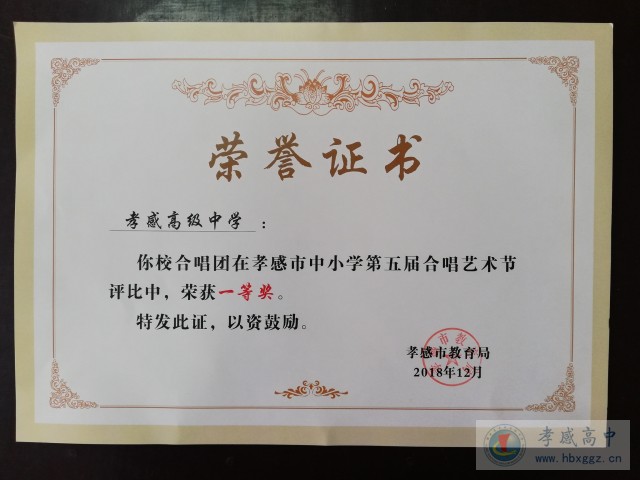 荣誉证书
孝感高级中学：
你校合唱团在孝感市中小学第五届合唱艺术节
评比中，荣获一等奖。
特发此证，以资鼓励。
孝感市教育局
2018年12月
孝感高中
www.hbxggz.cn